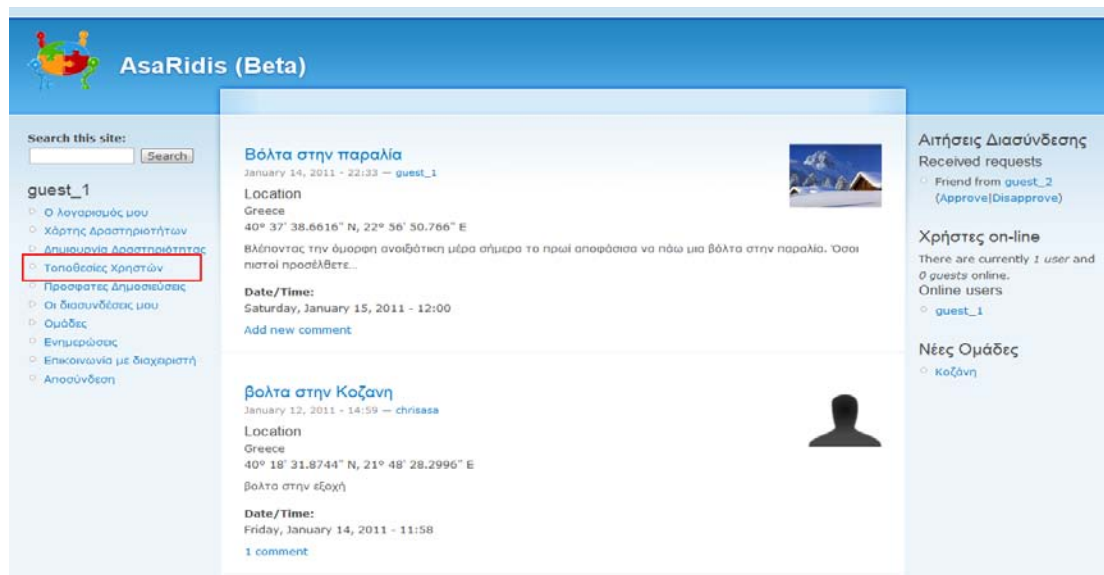 AsaRidis (Beta)
Search this site:
Search
guest_1
Ο λογαρισμός μου
Χάρτης Δραστηριοτήτων
Δημιουργία Δραστηριότητας
Τοποθεσίες Χρηστών
Προσφατες Δημοσιεύσεις
Οι διασυνδέσεις μου
Ομάδες
Ενημερώσεις
Επικοινωνία με διαχειριστή
Αποσύνδεση
Βόλτα στην παραλία
January 14, 2011 - 22:33 — guest_1
Location
Greece
40° 37' 38.6616" N, 22° 56' 50.766" E
Βλέποντας την όμορφη ανοιξιάτικη μέρα σήμερα το πρωί αποφάσισα να πάω μια βόλτα στην παραλία. Όσοι
πιστοί προσέλθετε...
Date/Time:
Saturday, January 15, 2011 - 12:00
Add new comment
βολτα στην Κοζανη
January 12, 2011 - 14:59 — chrisasa
Location
Greece
40° 18' 31.8744" N, 21° 48' 28.2996" E
βολτα στην εξοχή
Date/Time:
Friday, January 14, 2011 - 11:58
1 comment
Αιτήσεις Διασύνδεσης
Received requests
Friend from guest_2
(Approve|Disapprove)
Χρήστες on-line
There are currently 1 user and
0 guests online.
Online users
guest_1
Νέες Ομάδες
Κοζάνη